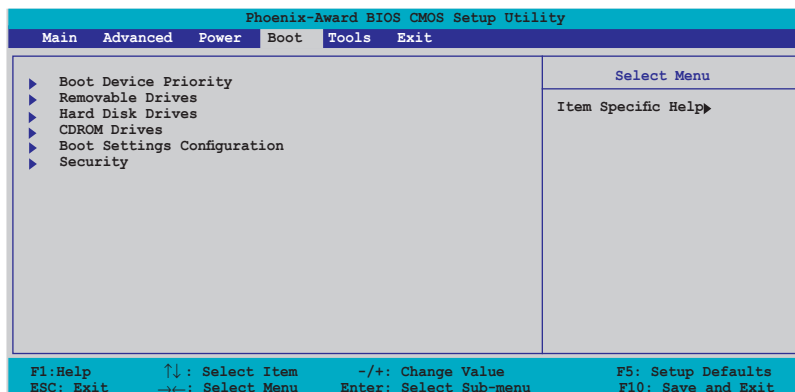 Phoenix-Award BIOS CMOS Setup Utility
Main Advanced Power Boot Tools Exit
Boot Device Priority
Removable Drives
Hard Disk Drives
CDROM Drives
Boot Settings Configuration
Security
Select Menu
Item Specific Help
F1:Help ↑↓: Select Item -/+: Change Value F5: Setup Defaults
ESC: Exit →←: Select Menu Enter: Select Sub-menu F10: Save and Exit